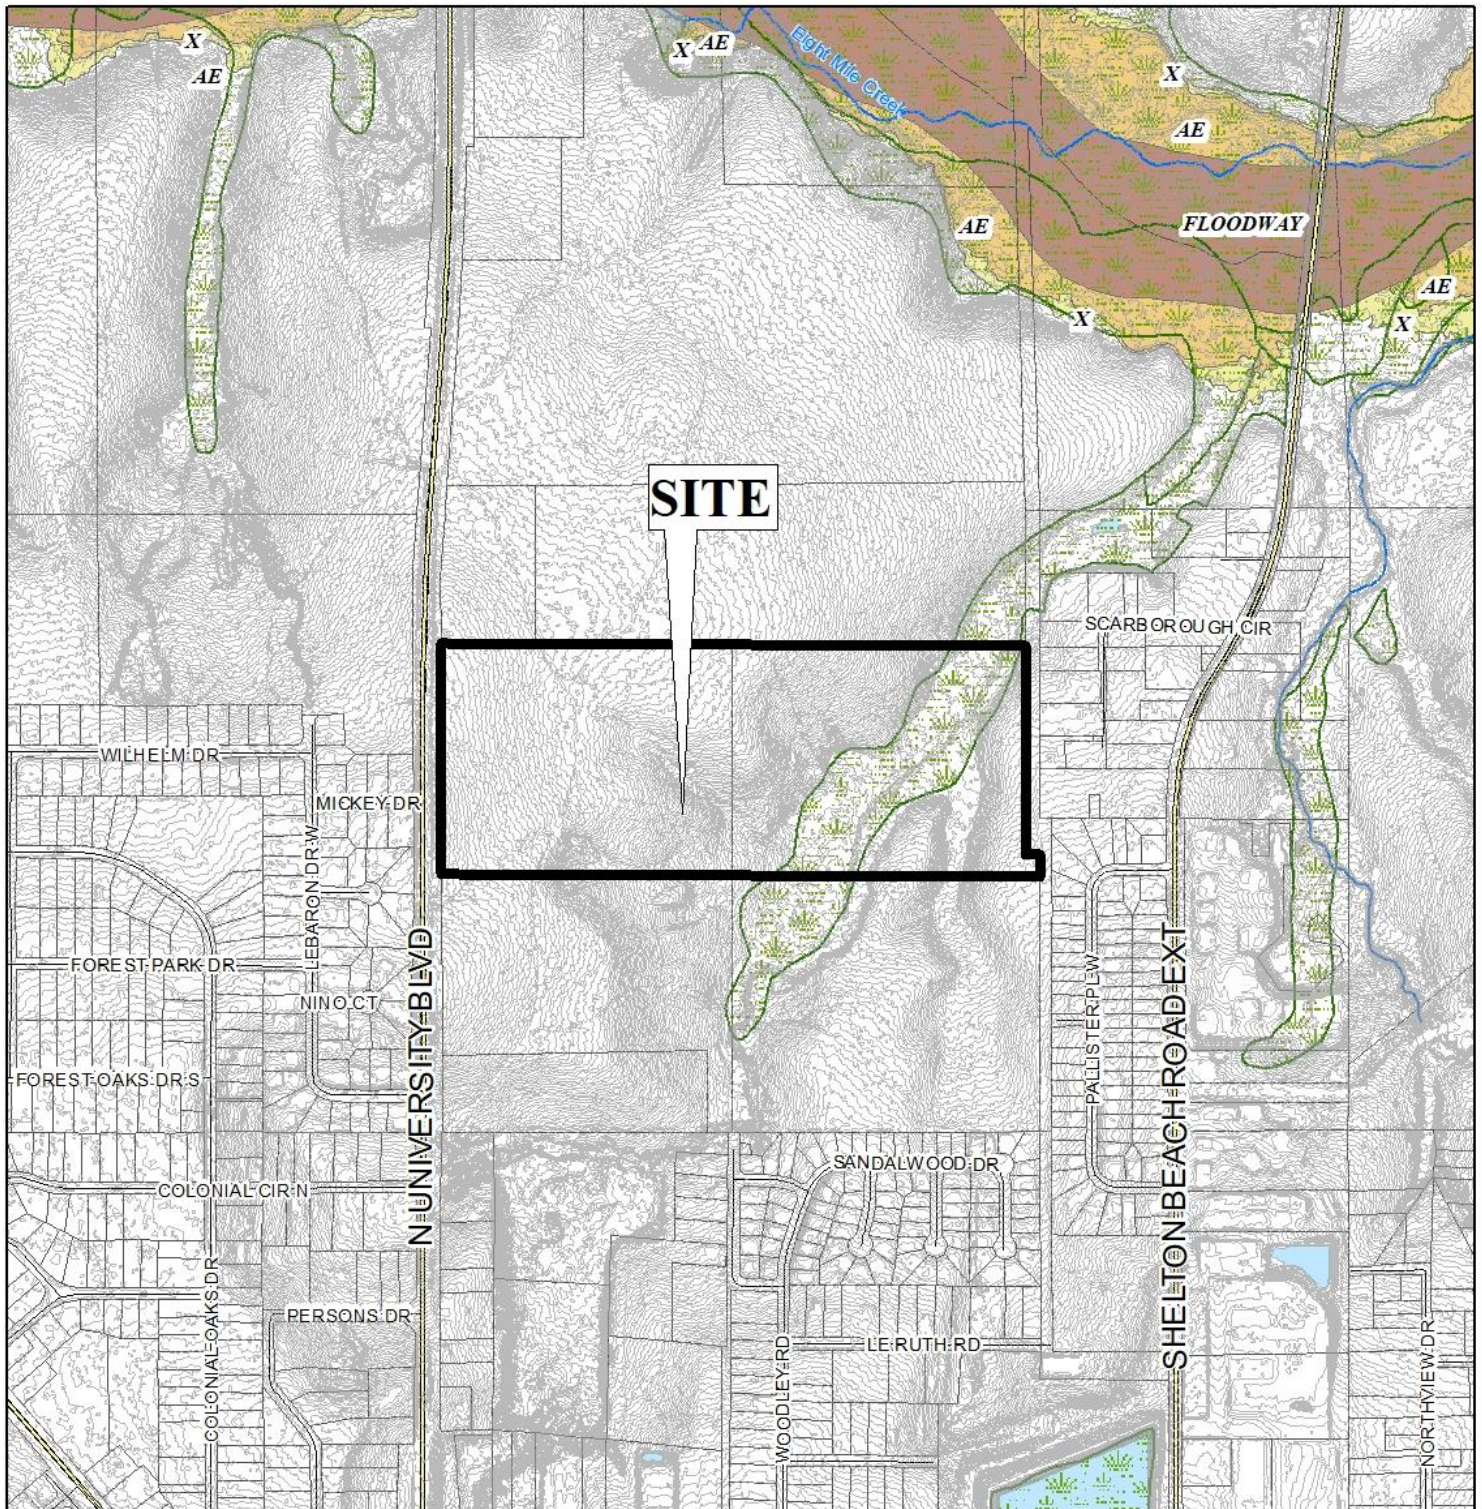 X
AE
X AE
Eight Mile Creek
X
AE
AE
FLOODWAY
AE
X
X
SITE
SCARBOROUGH CIR
WILHELM DR
MICKEY DR
LEBARON DR W
FOREST PARK DR
NINO CT
N UNIVERSITY BLVD
PALLISTER PL W
SHELTON BEACH ROAD EXT
FOREST OAKS DR S
SANDALWOOD DR
COLONIAL CIR N
COLONIAL OAKS DR
PERSONS DR
WOODLEY RD
LE RUTH RD
NORTHVIEW DR